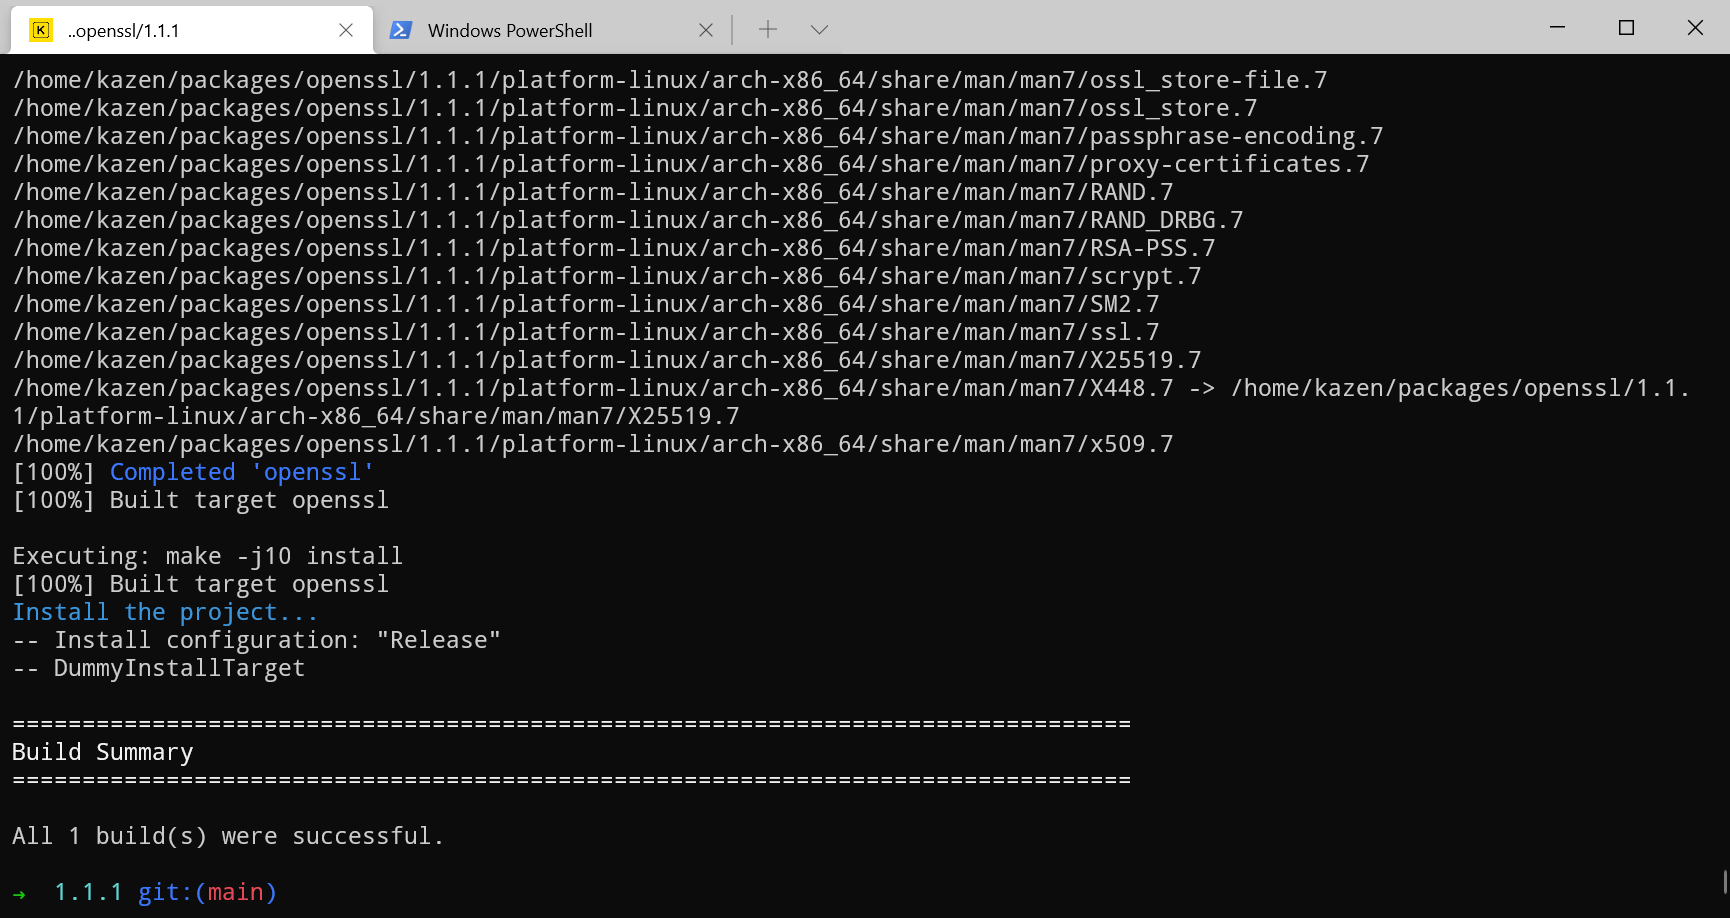 K ..openssl/1.1.1 Windows PowerShell
/home/kazen/packages/openssl/1.1.1/platform-linux/arch-x86_64/share/man/man7/ossl_store-file.7
/home/kazen/packages/openssl/1.1.1/platform-linux/arch-x86_64/share/man/man7/ossl_store.7
/home/kazen/packages/openssl/1.1.1/platform-linux/arch-x86_64/share/man/man7/passphrase-encoding.7
/home/kazen/packages/openssl/1.1.1/platform-linux/arch-x86_64/share/man/man7/proxy-certificates.7
/home/kazen/packages/openssl/1.1.1/platform-linux/arch-x86_64/share/man/man7/RAND.7
/home/kazen/packages/openssl/1.1.1/platform-linux/arch-x86_64/share/man/man7/RAND_DRBG.7
/home/kazen/packages/openssl/1.1.1/platform-linux/arch-x86_64/share/man/man7/RSA-PSS.7
/home/kazen/packages/openssl/1.1.1/platform-linux/arch-x86_64/share/man/man7/scrypt.7
/home/kazen/packages/openssl/1.1.1/platform-linux/arch-x86_64/share/man/man7/SM2.7
/home/kazen/packages/openssl/1.1.1/platform-linux/arch-x86_64/share/man/man7/ssl.7
/home/kazen/packages/openssl/1.1.1/platform-linux/arch-x86_64/share/man/man7/X25519.7
/home/kazen/packages/openssl/1.1.1/platform-linux/arch-x86_64/share/man/man7/X448.7 -> /home/kazen/packages/openssl/1.1.
1/platform-linux/arch-x86_64/share/man/man7/X25519.7
/home/kazen/packages/openssl/1.1.1/platform-linux/arch-x86_64/share/man/man7/x509.7
[100%] Completed 'openssl'
[100%] Built target openssl
Executing: make -j10 install
[100%] Built target openssl
Install the project...
-- Install configuration: "Release"
-- DummyInstallTarget
================================================================================
Build Summary
================================================================================
All 1 build(s) were successful.
→ 1.1.1 git:(main)